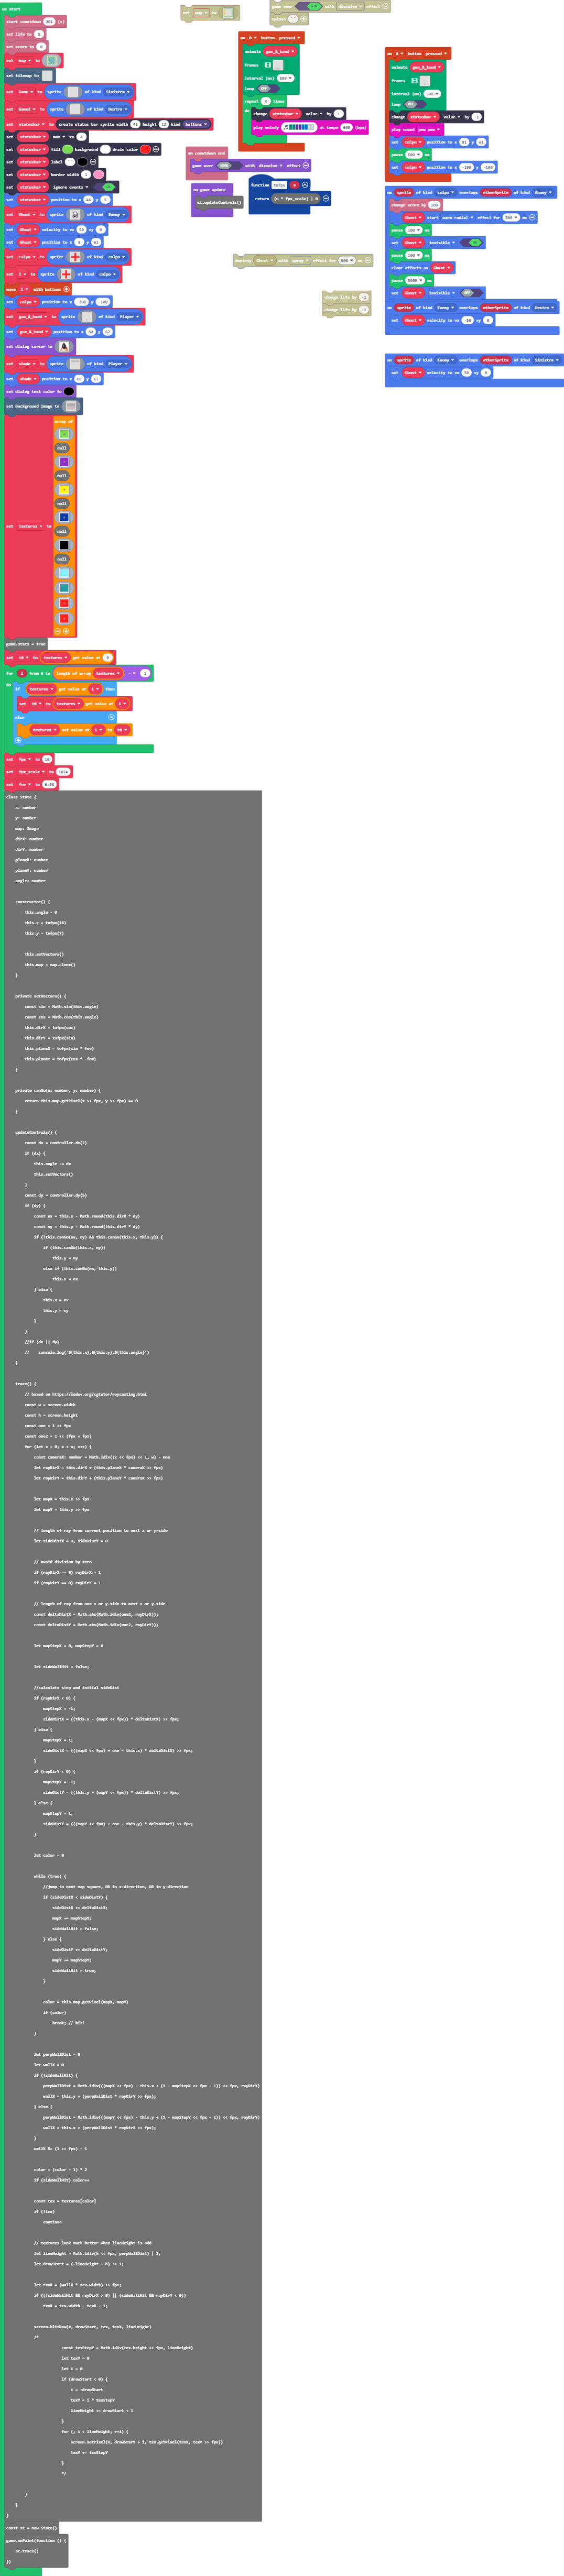 on start
start countdown 301 (s)
set life to 3
set score to 0
set map to
set tilemap to
set Game to sprite of kind Sinistra
set Game2 to sprite of kind Destra
set statusbar to create status bar sprite width 41 height 12 kind buttons
set statusbar max to 6
set statusbar fill background drain color
set statusbar label
set statusbar border width 1
set statusbar ignore events
set statusbar position to x 44 y 5
set Ghost to sprite of kind Enemy
set Ghost velocity to vx 50 vy 0
set Ghost position to x 0 y 61
set colpo to sprite of kind colpo
set i to sprite of kind colpo
move i with buttons
set colpo position to x -100 y -100
set gun_B_hand to sprite of kind Player
set gun_B_hand position to x 80 y 62
set dialog cursor to
set shade to sprite of kind Player
set shade position to x 80 y 61
set dialog text color to
set background image to
set textures to
array of
null
null
null
null
null
game.stats = true
set t0 to textures get value at 0
for i from 0 to length of array textures - 1
do
if textures get value at i then
set t0 to textures get value at i
else
textures set value at i to t0
set fpx to 10
set fpx_scale to 1024
set fov to 0.66
class State {
x: number
y: number
map: Image
dirX: number
dirY: number
planeX: number
planeY: number
angle: number
constructor() {
this.angle = 0
this.x = tofpx(10)
this.y = tofpx(7)
this.setVectors()
this.map = map.clone()
}
private setVectors() {
const sin = Math.sin(this.angle)
const cos = Math.cos(this.angle)
this.dirX = tofpx(cos)
this.dirY = tofpx(sin)
this.planeX = tofpx(sin * fov)
this.planeY = tofpx(cos * -fov)
}
private canGo(x: number, y: number) {
return this.map.getPixel(x >> fpx, y >> fpx) == 0
}
updateControls() {
const dx = controller.dx(2)
if (dx) {
this.angle -= dx
this.setVectors()
}
const dy = controller.dy(5)
if (dy) {
const nx = this.x - Math.round(this.dirX * dy)
const ny = this.y - Math.round(this.dirY * dy)
if (!this.canGo(nx, ny) && this.canGo(this.x, this.y)) {
if (this.canGo(this.x, ny))
this.y = ny
else if (this.canGo(nx, this.y))
this.x = nx
} else {
this.x = nx
this.y = ny
}
}
//if (dx || dy)
// console.log(`${this.x},${this.y},${this.angle}`)
}
trace() {
// based on https://lodev.org/cgtutor/raycasting.html
const w = screen.width
const h = screen.height
const one = 1 << fpx
const one2 = 1 << (fpx + fpx)
for (let x = 0; x < w; x++) {
const cameraX: number = Math.idiv((x << fpx) << 1, w) - one
let rayDirX = this.dirX + (this.planeX * cameraX >> fpx)
let rayDirY = this.dirY + (this.planeY * cameraX >> fpx)
let mapX = this.x >> fpx
let mapY = this.y >> fpx
// length of ray from current position to next x or y-side
let sideDistX = 0, sideDistY = 0
// avoid division by zero
if (rayDirX == 0) rayDirX = 1
if (rayDirY == 0) rayDirY = 1
// length of ray from one x or y-side to next x or y-side
const deltaDistX = Math.abs(Math.idiv(one2, rayDirX));
const deltaDistY = Math.abs(Math.idiv(one2, rayDirY));
let mapStepX = 0, mapStepY = 0
let sideWallHit = false;
//calculate step and initial sideDist
if (rayDirX < 0) {
mapStepX = -1;
sideDistX = ((this.x - (mapX << fpx)) * deltaDistX) >> fpx;
} else {
mapStepX = 1;
sideDistX = (((mapX << fpx) + one - this.x) * deltaDistX) >> fpx;
}
if (rayDirY < 0) {
mapStepY = -1;
sideDistY = ((this.y - (mapY << fpx)) * deltaDistY) >> fpx;
} else {
mapStepY = 1;
sideDistY = (((mapY << fpx) + one - this.y) * deltaDistY) >> fpx;
}
let color = 0
while (true) {
//jump to next map square, OR in x-direction, OR in y-direction
if (sideDistX < sideDistY) {
sideDistX += deltaDistX;
mapX += mapStepX;
sideWallHit = false;
} else {
sideDistY += deltaDistY;
mapY += mapStepY;
sideWallHit = true;
}
color = this.map.getPixel(mapX, mapY)
if (color)
break; // hit!
}
let perpWallDist = 0
let wallX = 0
if (!sideWallHit) {
perpWallDist = Math.idiv(((mapX << fpx) - this.x + (1 - mapStepX << fpx - 1)) << fpx, rayDirX)
wallX = this.y + (perpWallDist * rayDirY >> fpx);
} else {
perpWallDist = Math.idiv(((mapY << fpx) - this.y + (1 - mapStepY << fpx - 1)) << fpx, rayDirY)
wallX = this.x + (perpWallDist * rayDirX >> fpx);
}
wallX &= (1 << fpx) - 1
color = (color - 1) * 2
if (sideWallHit) color++
const tex = textures[color]
if (!tex)
continue
// textures look much better when lineHeight is odd
let lineHeight = Math.idiv(h << fpx, perpWallDist) | 1;
let drawStart = (-lineHeight + h) >> 1;
let texX = (wallX * tex.width) >> fpx;
if ((!sideWallHit && rayDirX > 0) || (sideWallHit && rayDirY < 0))
texX = tex.width - texX - 1;
screen.blitRow(x, drawStart, tex, texX, lineHeight)
/*
const texStepY = Math.idiv(tex.height << fpx, lineHeight)
let texY = 0
let i = 0
if (drawStart < 0) {
i = -drawStart
texY = i * texStepY
lineHeight += drawStart + i
}
for (; i < lineHeight; ++i) {
screen.setPixel(x, drawStart + i, tex.getPixel(texX, texY >> fpx))
texY += texStepY
}
*/
}
}
}
const st = new State()
game.onPaint(function () {
st.trace()
})
set map to
game over with dissolve effect
splash
on B button pressed
animate gun_B_hand
frames
interval (ms) 500
loop
repeat 6 times
do
change statusbar value by 1
play melody at tempo 600 (bpm)
on countdown end
game over with dissolve effect
on game update
st.updateControls()
function tofpx n
return (n * fpx_scale) | 0
destroy Ghost with spray effect for 500 ms
change life by -1
change life by -1
on A button pressed
animate gun_B_hand
frames
interval (ms) 500
loop
change statusbar value by -1
play sound pew pew
set colpo position to x 81 y 62
pause 500 ms
set colpo position to x -100 y -100
on sprite of kind colpo overlaps otherSprite of kind Enemy
change score by 100
Ghost start warm radial effect for 500 ms
pause 100 ms
set Ghost invisible
pause 100 ms
clear effects on Ghost
pause 5000 ms
set Ghost invisible
on sprite of kind Enemy overlaps otherSprite of kind Destra
set Ghost velocity to vx -50 vy 0
on sprite of kind Enemy overlaps otherSprite of kind Sinistra
set Ghost velocity to vx 50 vy 0